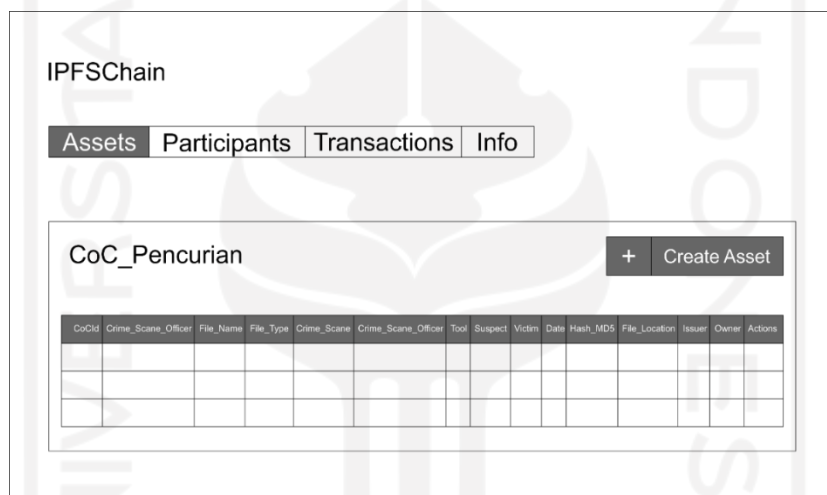 IPFSChain
Assets Participants Transactions Info
CoC_Pencurian + Create Asset
CoCId Crime_Scane_Officer File_Name File_Type Crime_Scane Crime_Scane_Officer Tool Suspect Victim Date Hash_MD5 File_Location Issuer Owner Actions